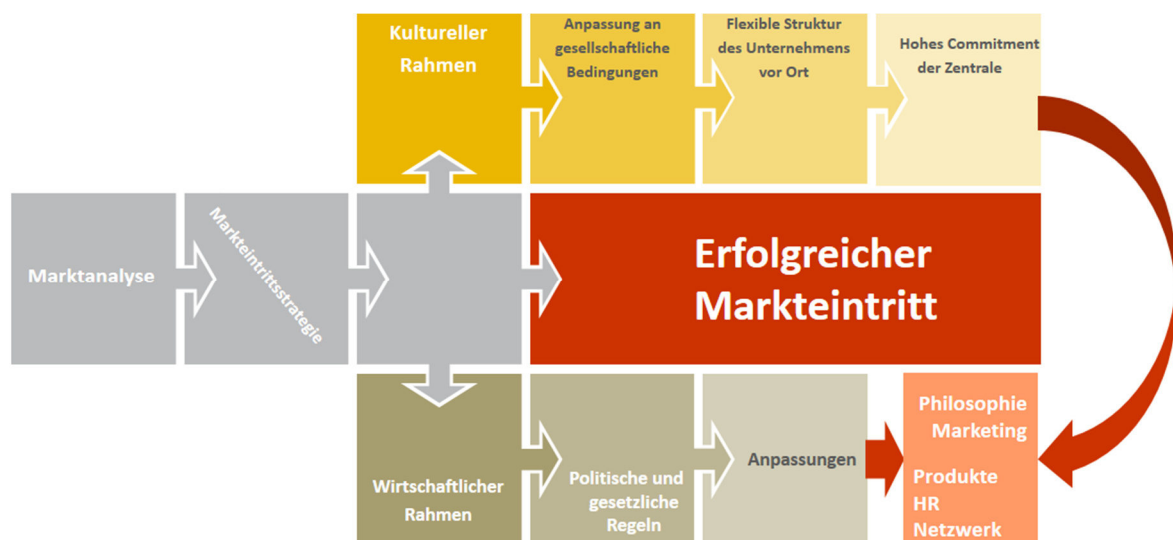 Kultureller
Rahmen
Anpassung an
gesellschaftliche
Bedingungen
Flexible Struktur
des Unternehmens
vor Ort
Hohes Commitment
der Zentrale
Marktanalyse
Markteintrittsstrategie
Erfolgreicher
Markteintritt
Wirtschaftlicher
Rahmen
Politische und
gesetzliche
Regeln
Anpassungen
Philosophie
Marketing
Produkte
HR
Netzwerk